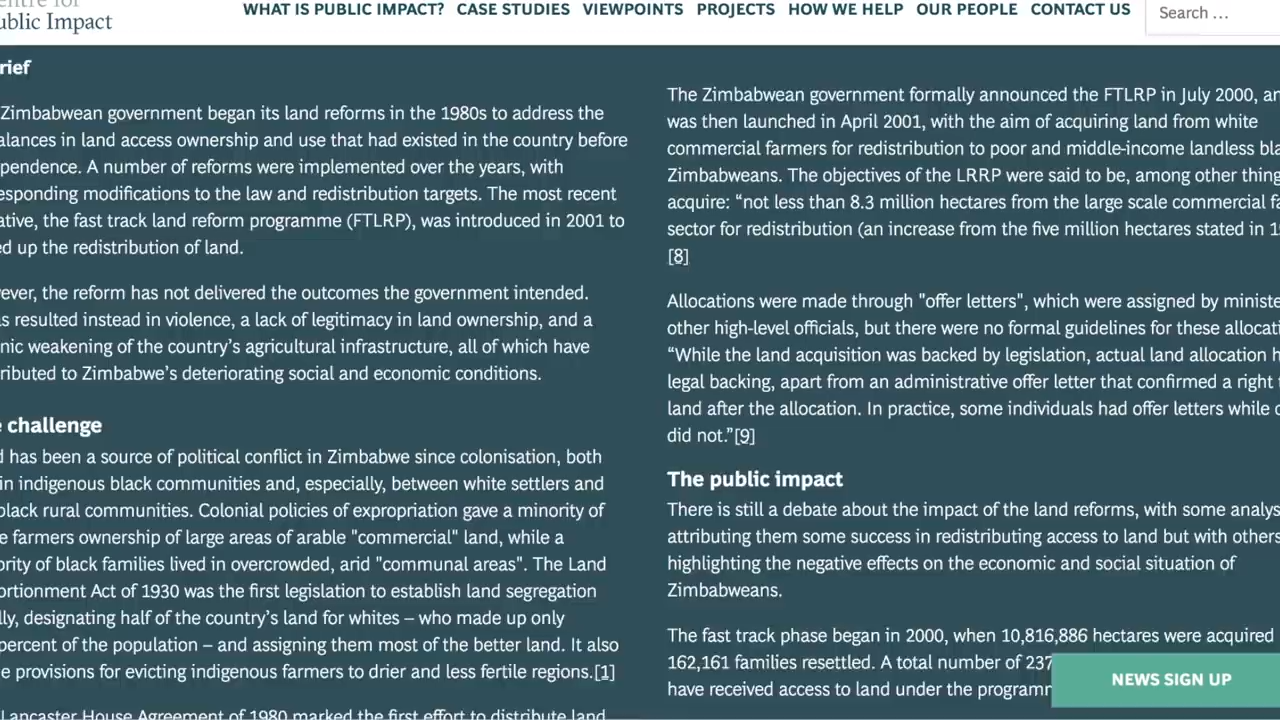 Centre for
Public Impact
WHAT IS PUBLIC IMPACT? CASE STUDIES VIEWPOINTS PROJECTS HOW WE HELP OUR PEOPLE CONTACT US
Search ...
rief
Zimbabwean government began its land reforms in the 1980s to address the
alances in land access ownership and use that had existed in the country before
pendence. A number of reforms were implemented over the years, with
esponding modifications to the law and redistribution targets. The most recent
ative, the fast track land reform programme (FTLRP), was introduced in 2001 to
ed up the redistribution of land.
ever, the reform has not delivered the outcomes the government intended.
s resulted instead in violence, a lack of legitimacy in land ownership, and a
nic weakening of the country's agricultural infrastructure, all of which have
ributed to Zimbabwe's deteriorating social and economic conditions.
e challenge
d has been a source of political conflict in Zimbabwe since colonisation, both
in indigenous black communities and, especially, between white settlers and
black rural communities. Colonial policies of expropriation gave a minority of
e farmers ownership of large areas of arable "commercial" land, while a
ority of black families lived in overcrowded, arid "communal areas". The Land
ortionment Act of 1930 was the first legislation to establish land segregation
lly, designating half of the country's land for whites – who made up only
percent of the population – and assigning them most of the better land. It also
e provisions for evicting indigenous farmers to drier and less fertile regions.[1]
Lancaster House Agreement of 1980 marked the first effort to distribute land
The Zimbabwean government formally announced the FTLRP in July 2000, an
was then launched in April 2001, with the aim of acquiring land from white
commercial farmers for redistribution to poor and middle-income landless bla
Zimbabweans. The objectives of the LRRP were said to be, among other thing
acquire: “not less than 8.3 million hectares from the large scale commercial fa
sector for redistribution (an increase from the five million hectares stated in 1
[8]
Allocations were made through "offer letters", which were assigned by ministe
other high-level officials, but there were no formal guidelines for these allocati
“While the land acquisition was backed by legislation, actual land allocation h
legal backing, apart from an administrative offer letter that confirmed a right
land after the allocation. In practice, some individuals had offer letters while o
did not.”[9]
The public impact
There is still a debate about the impact of the land reforms, with some analys
attributing them some success in redistributing access to land but with others
highlighting the negative effects on the economic and social situation of
Zimbabweans.
The fast track phase began in 2000, when 10,816,886 hectares were acquired
162,161 families resettled. A total number of 237
have received access to land under the programm
NEWS SIGN UP